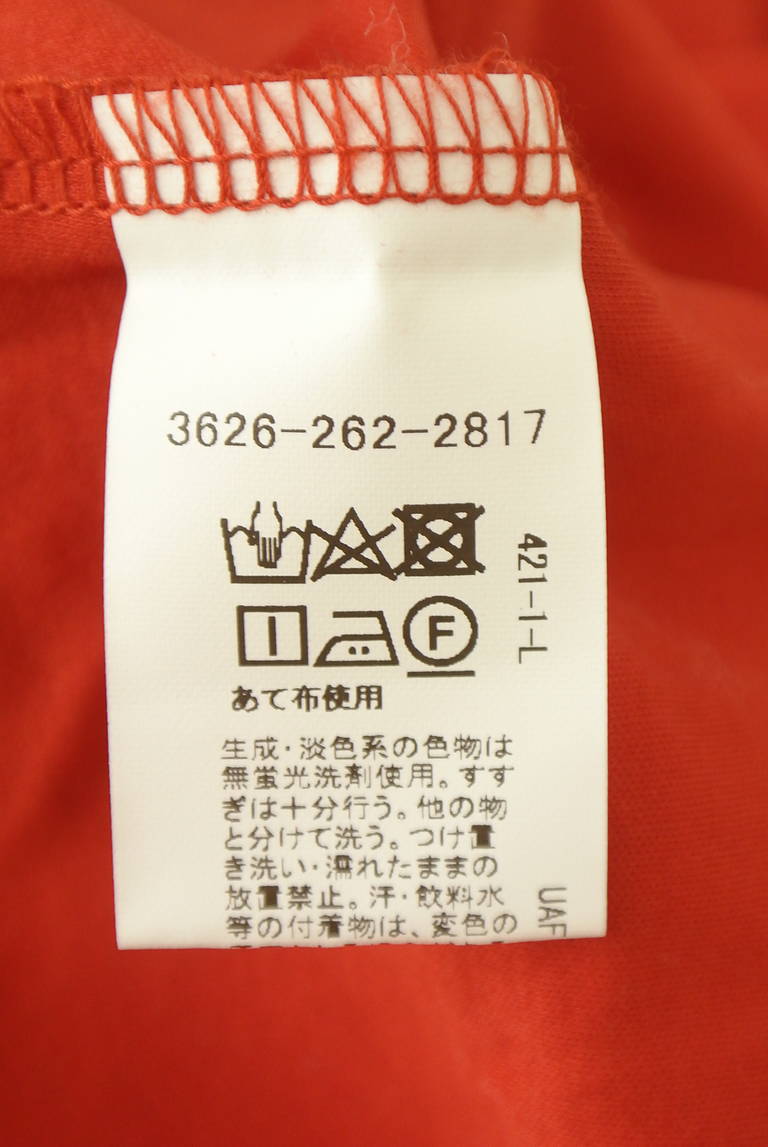 3626-262-2817
421-1-L
F
あて布使用
生成・淡色系の色物は
無蛍光洗剤使用。すす
ぎは十分行う。他の物
と分けて洗う。つけ置
き洗い・濡れたままの
放置禁止。汗・飲料水
等の付着物は、変色の
UAF